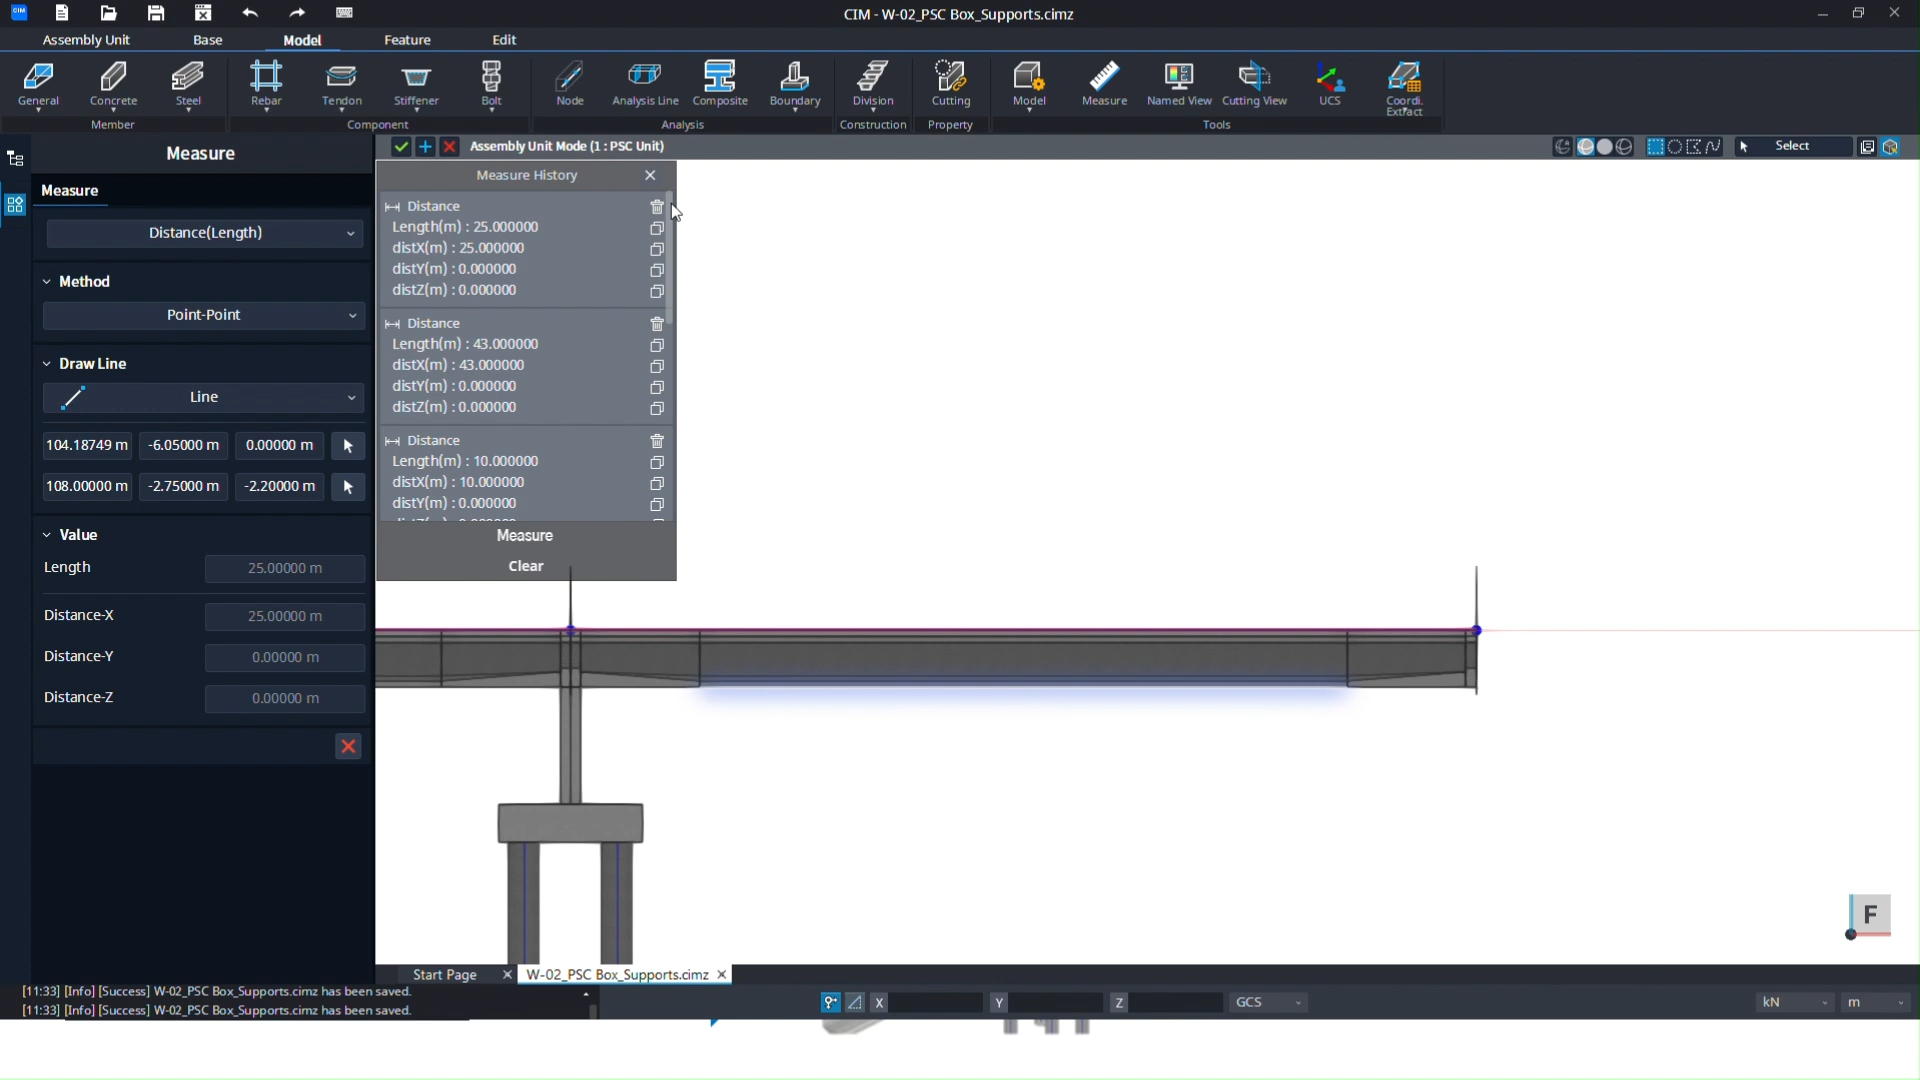 CIM
CIM - W-02_PSC Box_Supports.cimz
Assembly Unit
Base
Model
Feature
Edit
General
Concrete
Steel
Rebar
Tendon
Stiffener
Bolt
Node
Analysis Line
Composite
Boundary
Division
Cutting
Model
Measure
Named View
Cutting View
UCS
Coordi.
Extract
Member
Component
Analysis
Construction
Property
Tools
Measure
Assembly Unit Mode (1 : PSC Unit)
Select
Measure
Distance(Length)
Method
Point-Point
Draw Line
Line
104.18749 m
-6.05000 m
0.00000 m
108.00000 m
-2.75000 m
-2.20000 m
Value
Length
25.00000 m
Distance-X
25.00000 m
Distance-Y
0.00000 m
Distance-Z
0.00000 m
Measure History
Distance
Length(m) : 25.000000
distX(m) : 25.000000
distY(m) : 0.000000
distZ(m) : 0.000000
Distance
Length(m) : 43.000000
distX(m) : 43.000000
distY(m) : 0.000000
distZ(m) : 0.000000
Distance
Length(m) : 10.000000
distX(m) : 10.000000
distY(m) : 0.000000
Measure
Clear
F
Start Page
W-02_PSC Box_Supports.cimz
[11:33] [Info] [Success] W-02_PSC Box_Supports.cimz has been saved.
[11:33] [Info] [Success] W-02_PSC Box_Supports.cimz has been saved.
X
Y
Z
GCS
kN
m